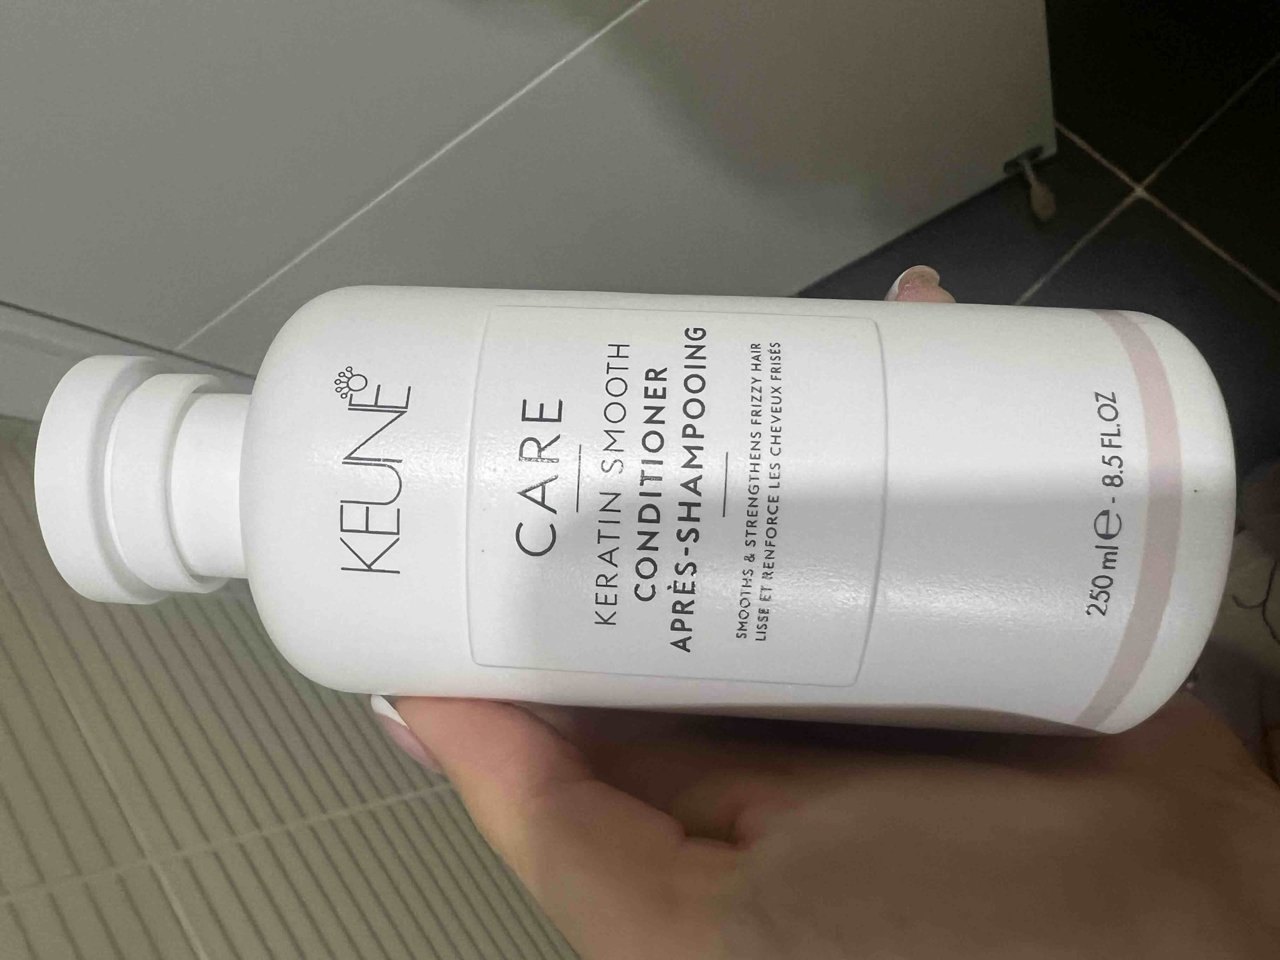 KEUNE
CARE
KERATIN SMOOTH
CONDITIONER
APRÈS-SHAMPOOING
SMOOTHS & STRENGTHENS FRIZZY HAIR
LISSE ET RENFORCE LES CHEVEUX FRISÉS
250 ml ℮ - 8.5 FL.OZ